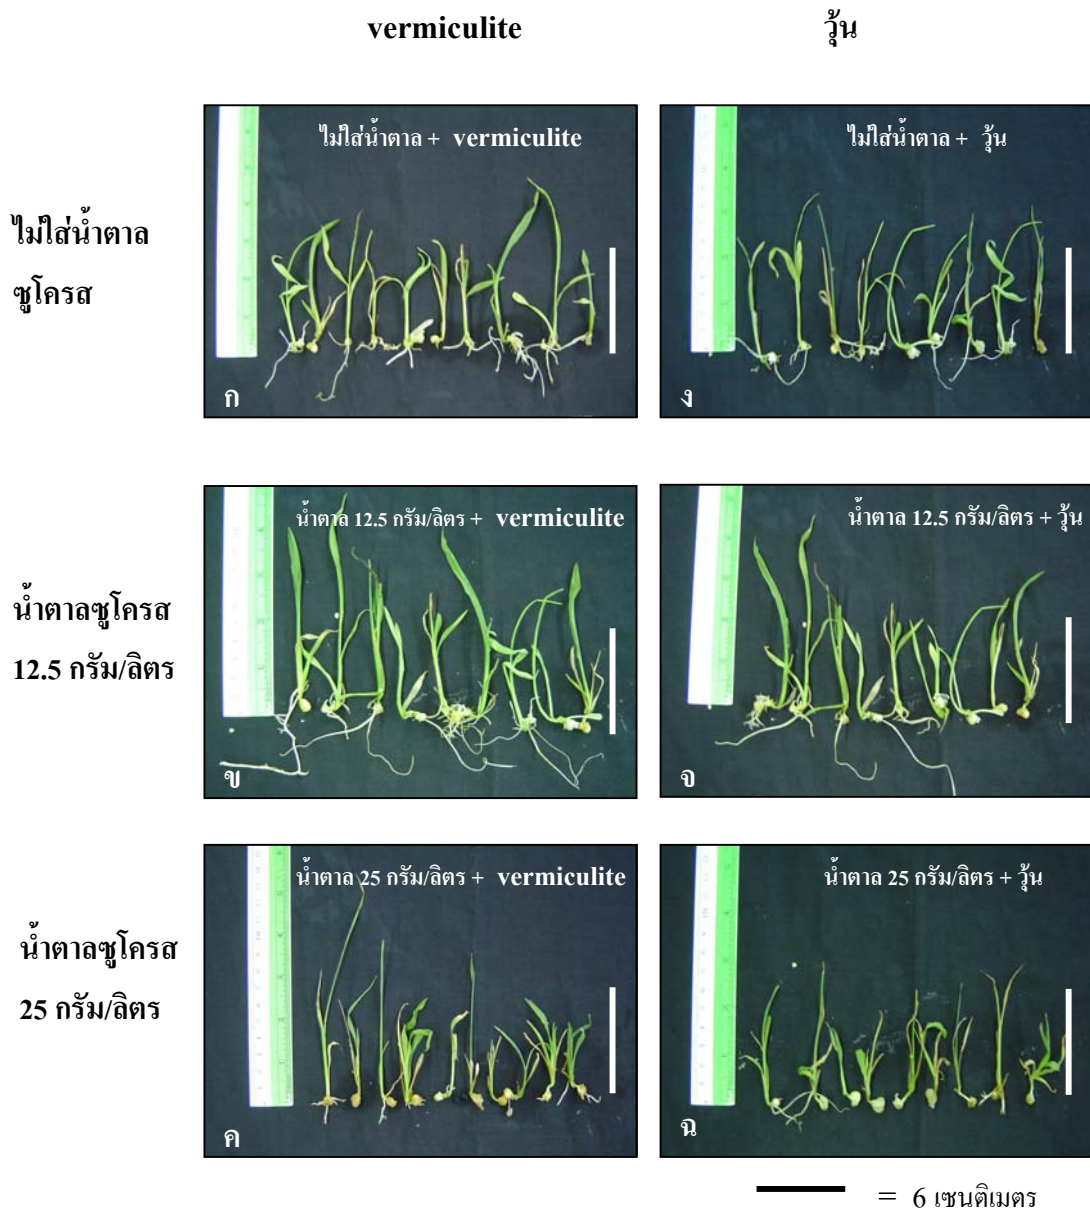 vermiculite วุ้น
ไม่ใส่น้ำตาล + vermiculite
ไม่ใส่น้ำตาล + วุ้น
ไม่ใส่น้ำตาล
ซูโครส
ก
ง
น้ำตาล 12.5 กรัม/ลิตร + vermiculite
น้ำตาล 12.5 กรัม/ลิตร + วุ้น
น้ำตาลซูโครส
12.5 กรัม/ลิตร
ข
จ
น้ำตาล 25 กรัม/ลิตร + vermiculite
น้ำตาล 25 กรัม/ลิตร + วุ้น
น้ำตาลซูโครส
25 กรัม/ลิตร
ค
ฉ
= 6 เซนติเมตร